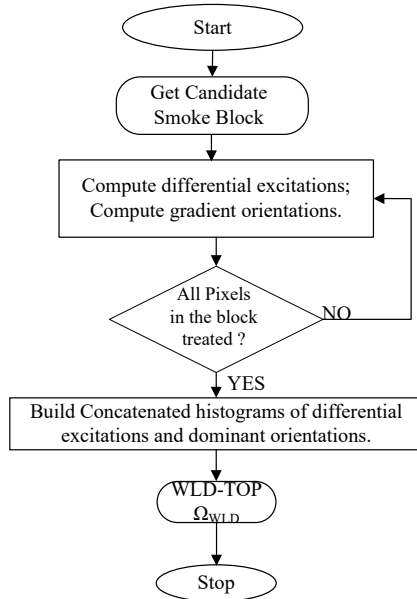 Start
Get Candidate
Smoke Block
Compute differential excitations;
Compute gradient orientations.
All Pixels
in the block
treated ?
NO
YES
Build Concatenated histograms of differential
excitations and dominant orientations.
WLD-TOP
Ω_WLD
Stop